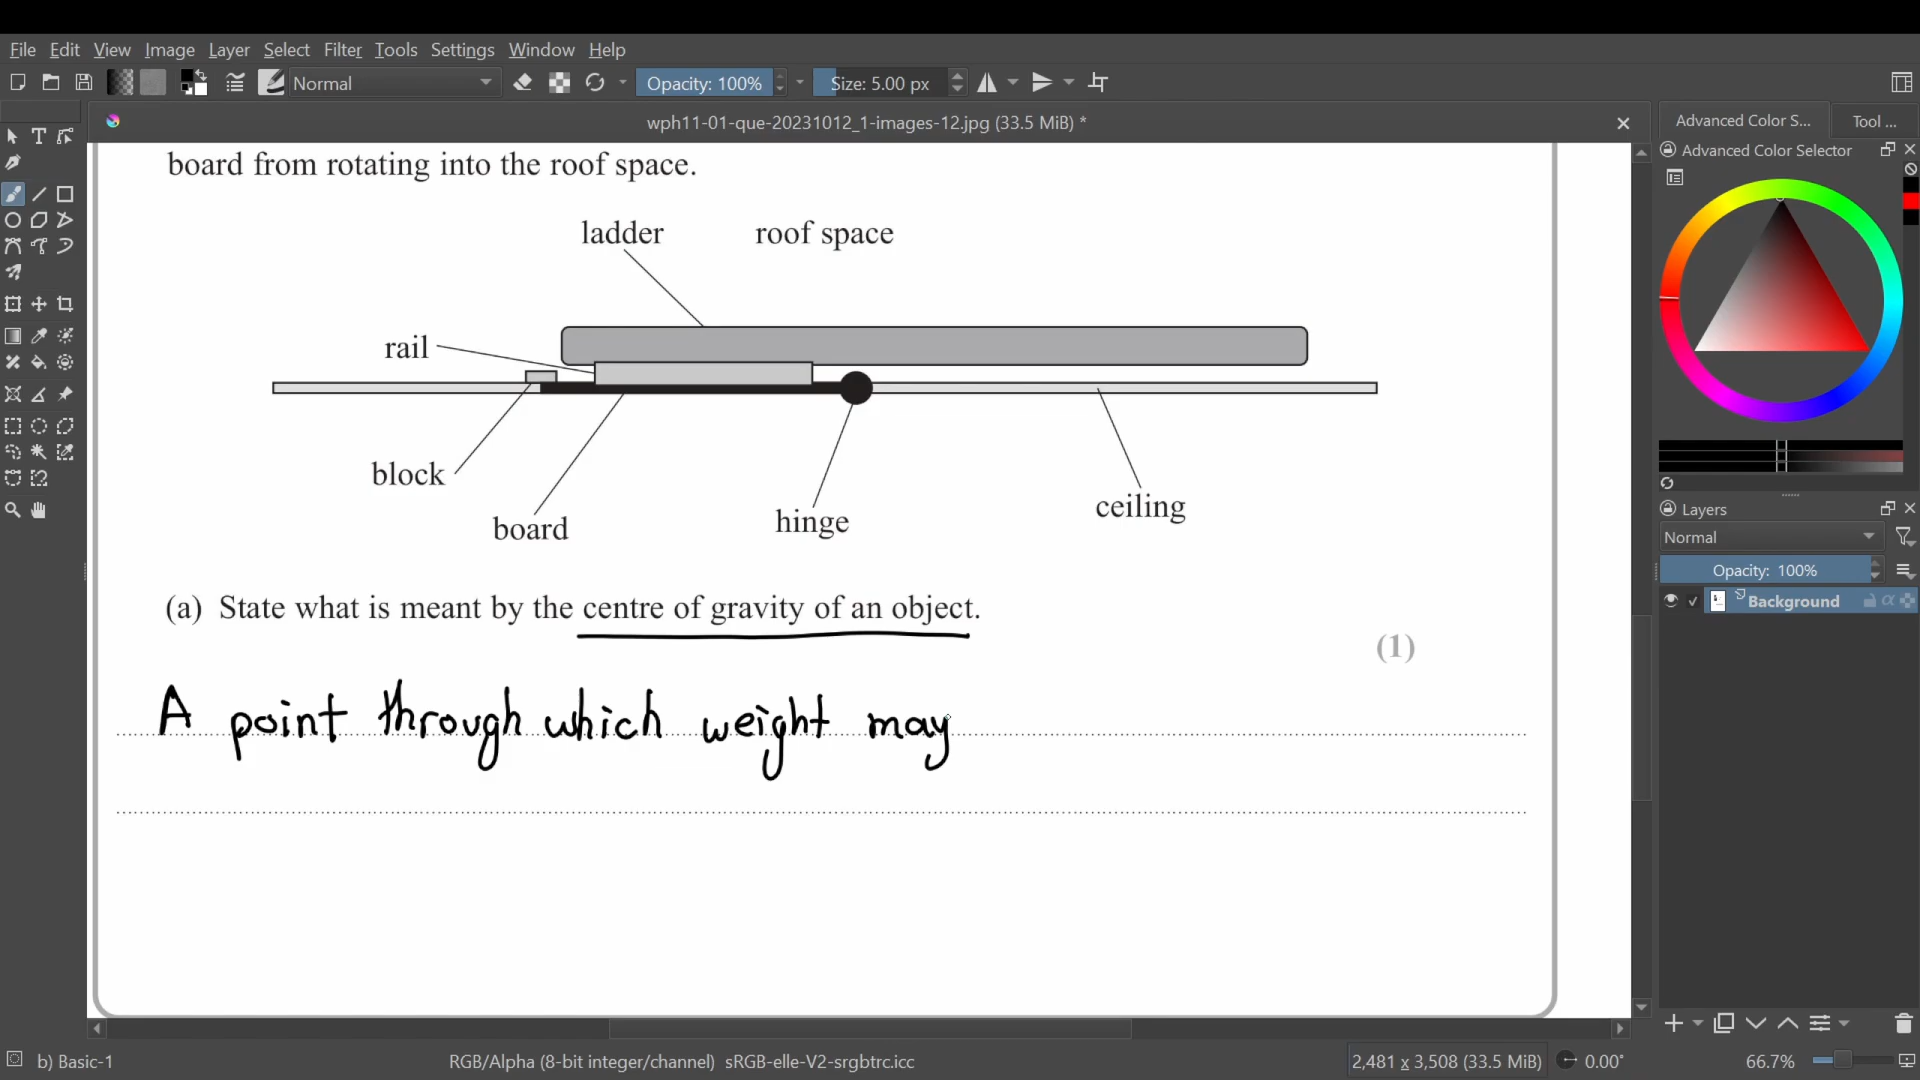 File Edit View Image Layer Select Filter Tools Settings Window Help
Normal Opacity: 100% Size: 5.00 px
wph11-01-que-20231012_1-images-12.jpg (33.5 MiB) *
Advanced Color S... Tool ...
Advanced Color Selector
board from rotating into the roof space.
ladder roof space
rail
block
board
hinge
ceiling
(a) State what is meant by the centre of gravity of an object.
(1)
A point through which weight may
Layers
Normal
Opacity: 100%
Background
b) Basic-1 RGB/Alpha (8-bit integer/channel) sRGB-elle-V2-srgbtrc.icc 2,481 x 3,508 (33.5 MiB) 0.00° 66.7%